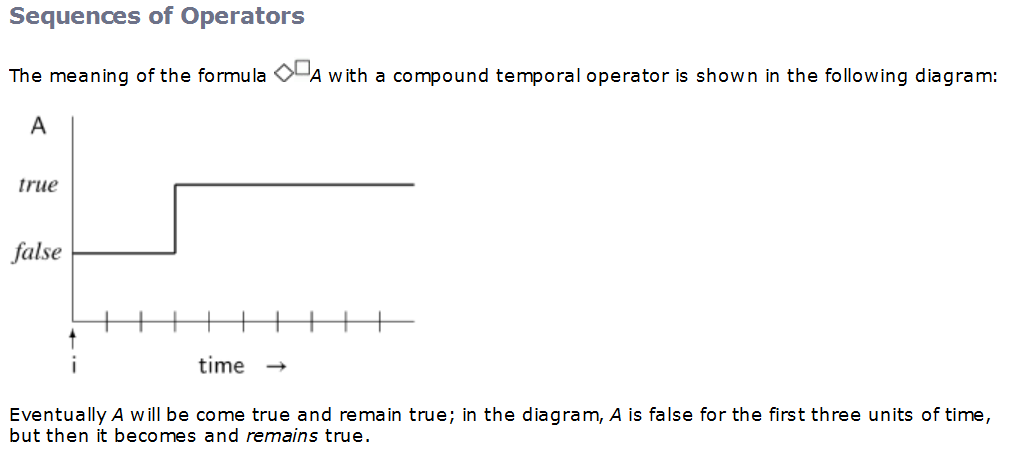 Sequences of Operators
The meaning of the formula ◇□A with a compound temporal operator is shown in the following diagram:
A
true
false
i
time →
Eventually A will be come true and remain true; in the diagram, A is false for the first three units of time,
but then it becomes and remains true.